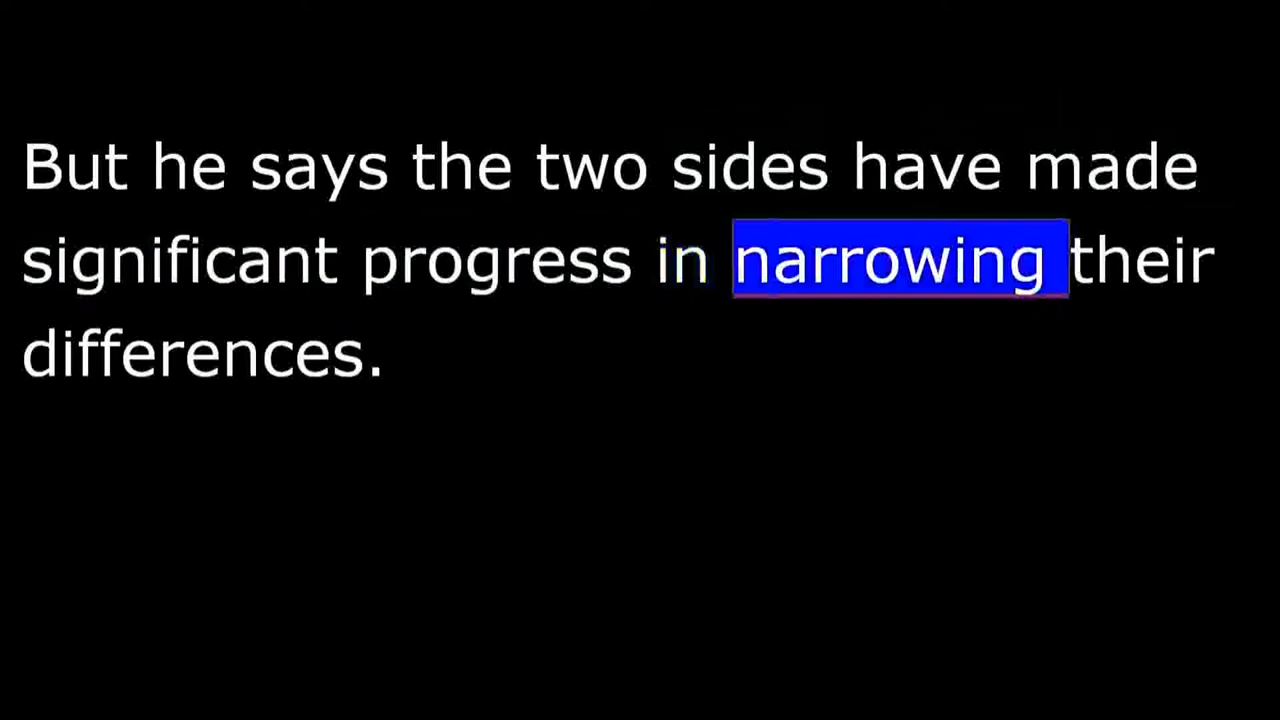 But he says the two sides have made
significant progress in narrowing their
differences.